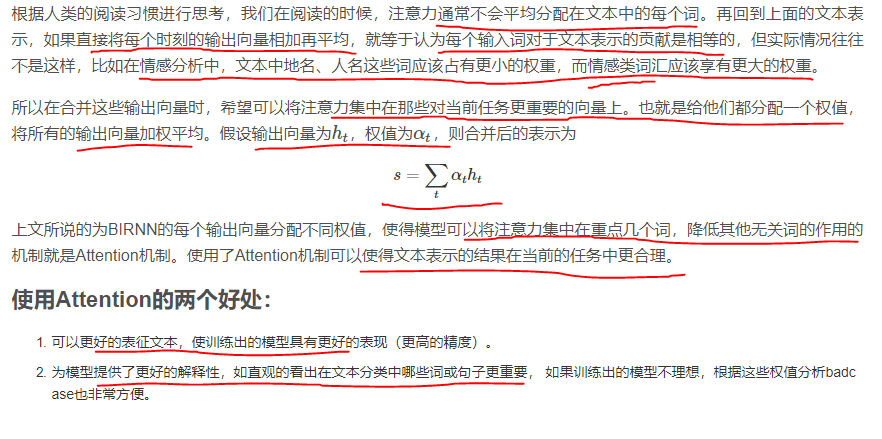 根据人类的阅读习惯进行思考，我们在阅读的时候，注意力通常不会平均分配在文本中的每个词。再回到上面的文本表
示，如果直接将每个时刻的输出向量相加再平均，就等于认为每个输入词对于文本表示的贡献是相等的，但实际情况往往
不是这样，比如在情感分析中，文本中地名、人名这些词应该占有更小的权重，而情感类词汇应该享有更大的权重。
所以在合并这些输出向量时，希望可以将注意力集中在那些对当前任务更重要的向量上。也就是给他们都分配一个权值，
将所有的输出向量加权平均。假设输出向量为hₜ，权值为αₜ，则合并后的表示为
s = ∑ₜ αₜhₜ
上文所说的为BIRNN的每个输出向量分配不同权值，使得模型可以将注意力集中在重点几个词，降低其他无关词的作用的
机制就是Attention机制。使用了Attention机制可以使得文本表示的结果在当前的任务中更合理。
使用Attention的两个好处：
1. 可以更好的表征文本，使训练出的模型具有更好的表现（更高的精度）。
2. 为模型提供了更好的解释性，如直观的看出在文本分类中哪些词或句子更重要， 如果训练出的模型不理想，根据这些权值分析badc
ase也非常方便。